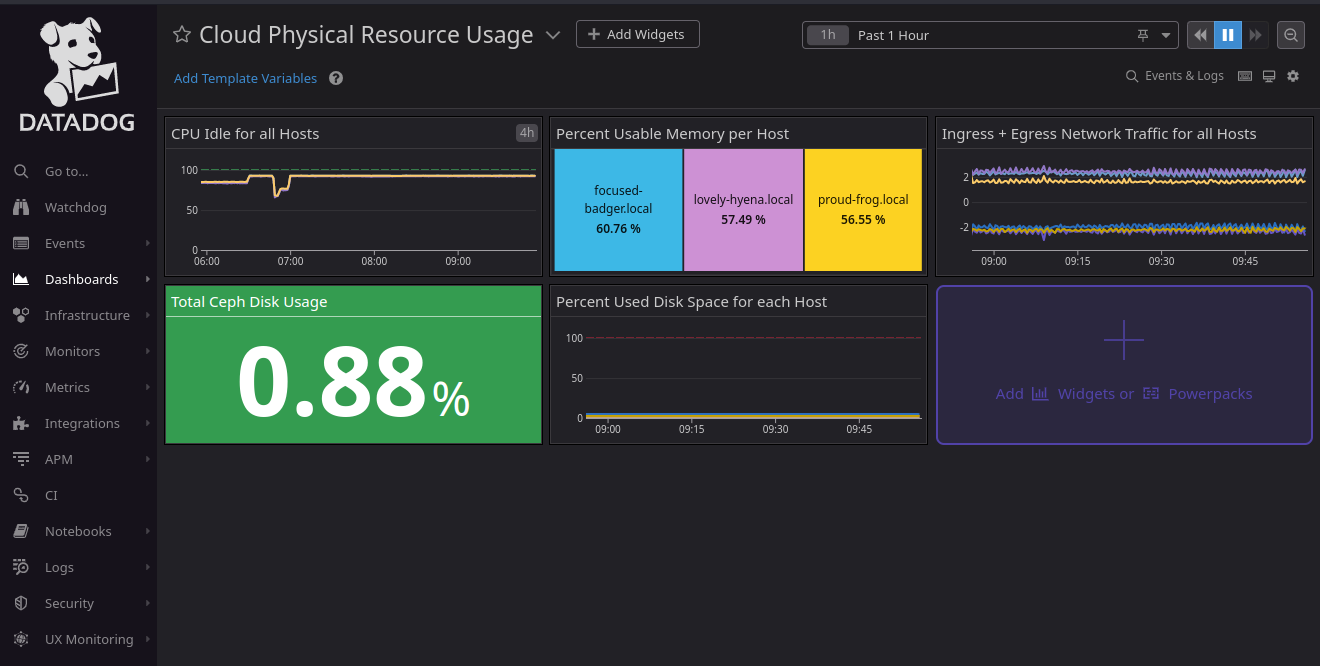 DATADOG
Go to...
Watchdog
Events
Dashboards
Infrastructure
Monitors
Metrics
Integrations
APM
CI
Notebooks
Logs
Security
UX Monitoring
Cloud Physical Resource Usage
+ Add Widgets
1h Past 1 Hour
Add Template Variables ?
Events & Logs
CPU Idle for all Hosts 4h
100
50
0
06:00 07:00 08:00 09:00
Percent Usable Memory per Host
focused-
badger.local
60.76 %
lovely-hyena.local
57.49 %
proud-frog.local
56.55 %
Ingress + Egress Network Traffic for all Hosts
2
0
-2
09:00 09:15 09:30 09:45
Total Ceph Disk Usage
0.88 %
Percent Used Disk Space for each Host
100
50
0
09:00 09:15 09:30 09:45
Add Widgets or Powerpacks